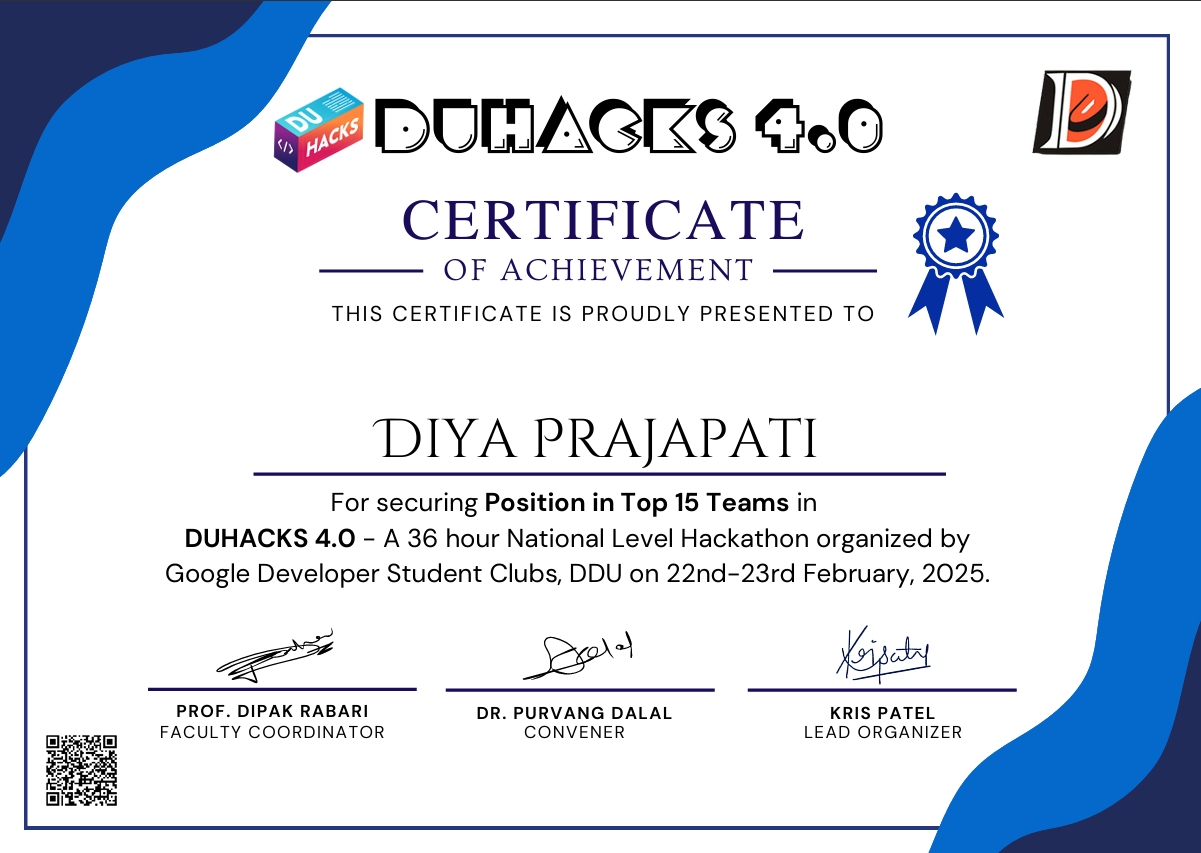 DU
HACKS
</>
DUHACKS 4.0
CERTIFICATE
OF ACHIEVEMENT
THIS CERTIFICATE IS PROUDLY PRESENTED TO
DIYA PRAJAPATI
For securing Position in Top 15 Teams in
DUHACKS 4.0 - A 36 hour National Level Hackathon organized by
Google Developer Student Clubs, DDU on 22nd-23rd February, 2025.
PROF. DIPAK RABARI
FACULTY COORDINATOR
DR. PURVANG DALAL
CONVENER
KRIS PATEL
LEAD ORGANIZER